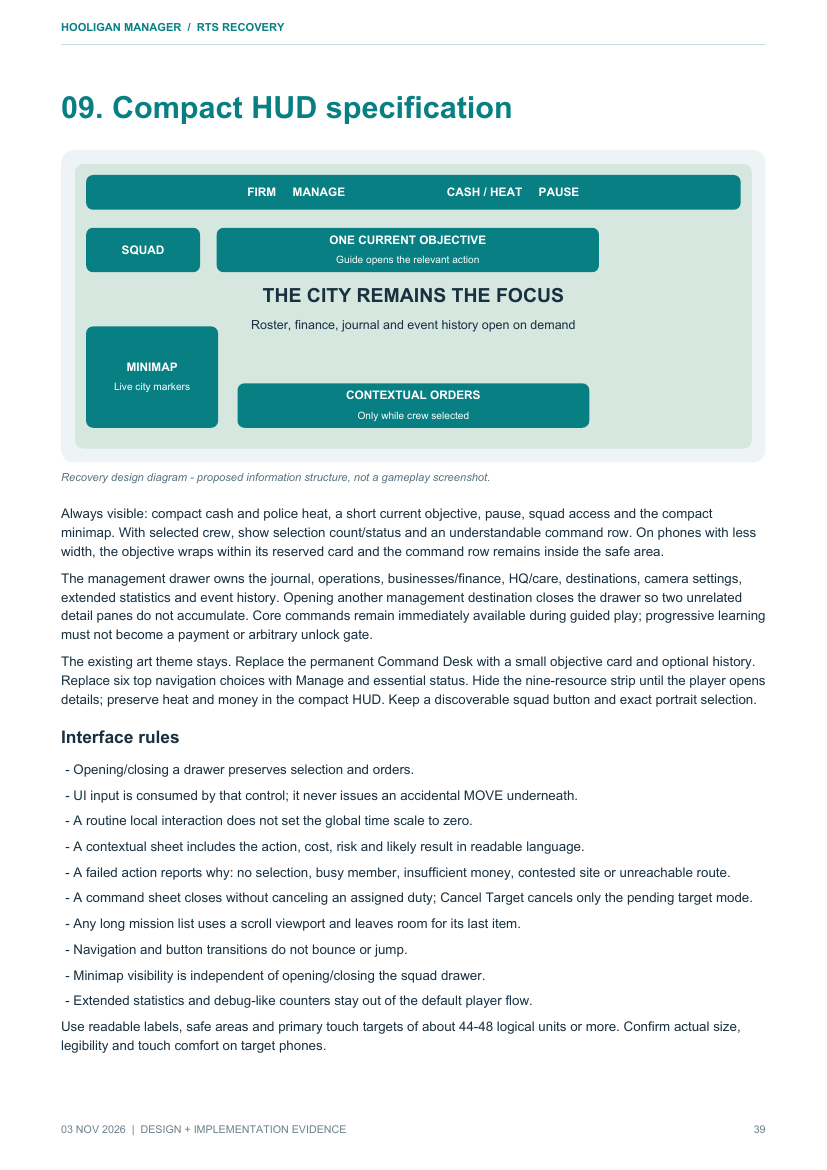 HOOLIGAN MANAGER / RTS RECOVERY
09. Compact HUD specification
FIRM MANAGE CASH / HEAT PAUSE
SQUAD
ONE CURRENT OBJECTIVE
Guide opens the relevant action
THE CITY REMAINS THE FOCUS
Roster, finance, journal and event history open on demand
MINIMAP
Live city markers
CONTEXTUAL ORDERS
Only while crew selected
Recovery design diagram - proposed information structure, not a gameplay screenshot.
Always visible: compact cash and police heat, a short current objective, pause, squad access and the compact
minimap. With selected crew, show selection count/status and an understandable command row. On phones with less
width, the objective wraps within its reserved card and the command row remains inside the safe area.
The management drawer owns the journal, operations, businesses/finance, HQ/care, destinations, camera settings,
extended statistics and event history. Opening another management destination closes the drawer so two unrelated
detail panes do not accumulate. Core commands remain immediately available during guided play; progressive learning
must not become a payment or arbitrary unlock gate.
The existing art theme stays. Replace the permanent Command Desk with a small objective card and optional history.
Replace six top navigation choices with Manage and essential status. Hide the nine-resource strip until the player opens
details; preserve heat and money in the compact HUD. Keep a discoverable squad button and exact portrait selection.
Interface rules
- Opening/closing a drawer preserves selection and orders.
- UI input is consumed by that control; it never issues an accidental MOVE underneath.
- A routine local interaction does not set the global time scale to zero.
- A contextual sheet includes the action, cost, risk and likely result in readable language.
- A failed action reports why: no selection, busy member, insufficient money, contested site or unreachable route.
- A command sheet closes without canceling an assigned duty; Cancel Target cancels only the pending target mode.
- Any long mission list uses a scroll viewport and leaves room for its last item.
- Navigation and button transitions do not bounce or jump.
- Minimap visibility is independent of opening/closing the squad drawer.
- Extended statistics and debug-like counters stay out of the default player flow.
Use readable labels, safe areas and primary touch targets of about 44-48 logical units or more. Confirm actual size,
legibility and touch comfort on target phones.
03 NOV 2026 | DESIGN + IMPLEMENTATION EVIDENCE
39